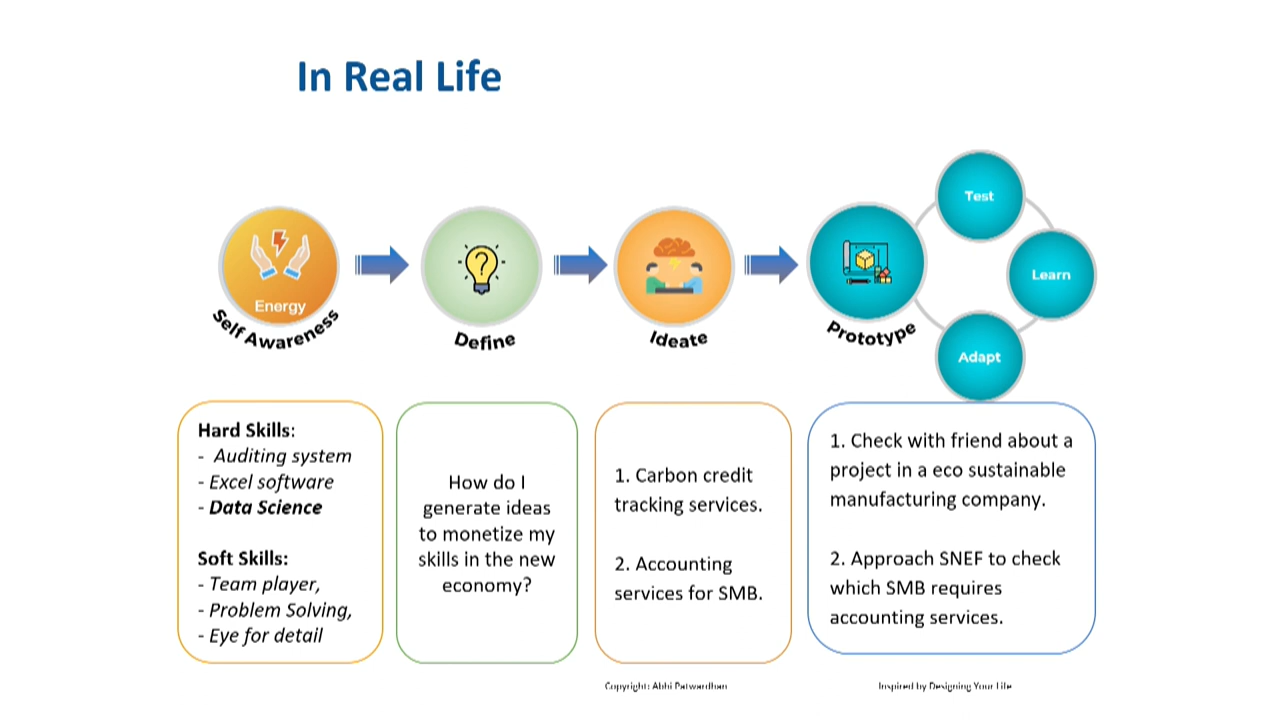 In Real Life
Test
Learn
Adapt
Energy
Self Awareness
Define
Ideate
Prototype
Hard Skills:
- Auditing system
- Excel software
- Data Science
Soft Skills:
- Team player,
- Problem Solving,
- Eye for detail
How do I
generate ideas
to monetize my
skills in the new
economy?
1. Carbon credit
tracking services.
2. Accounting
services for SMB.
1. Check with friend about a
project in a eco sustainable
manufacturing company.
2. Approach SNEF to check
which SMB requires
accounting services.
Copyright: Abhi Patwardhan
Inspired by Designing Your Life